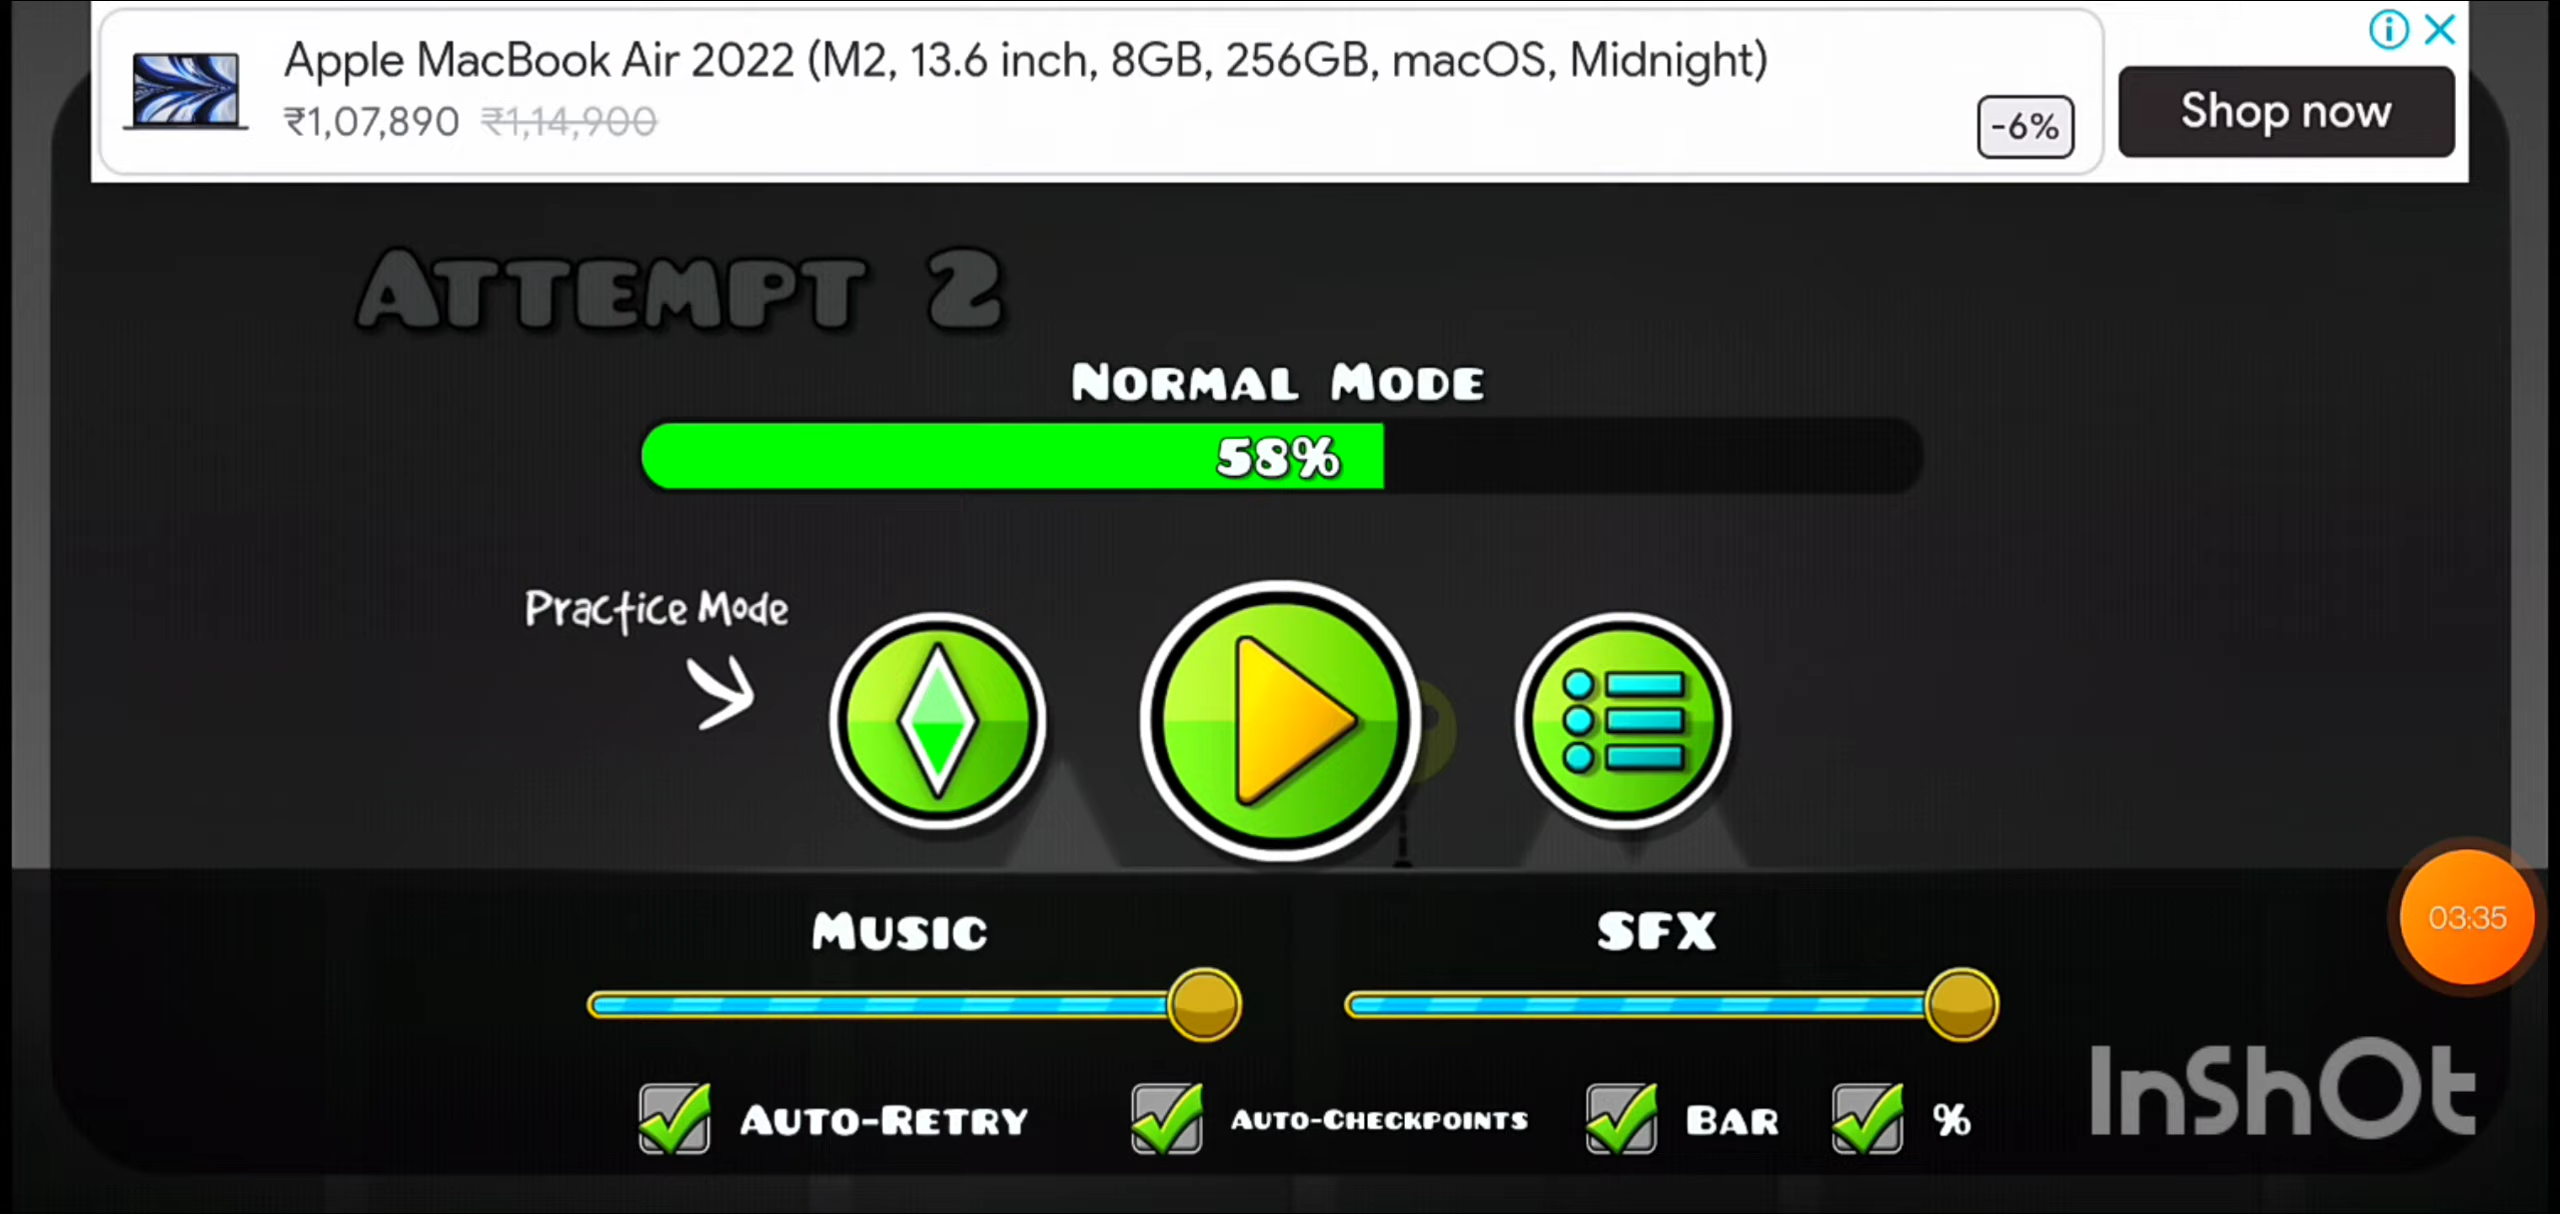 Apple MacBook Air 2022 (M2, 13.6 inch, 8GB, 256GB, macOS, Midnight)
₹1,07,890 ₹1,14,900
-6%
Shop now
ATTEMPT 2
NORMAL MODE
58%
Practice Mode
03:35
MUSIC
SFX
AUTO-RETRY
AUTO-CHECKPOINTS
BAR
%
InShOt